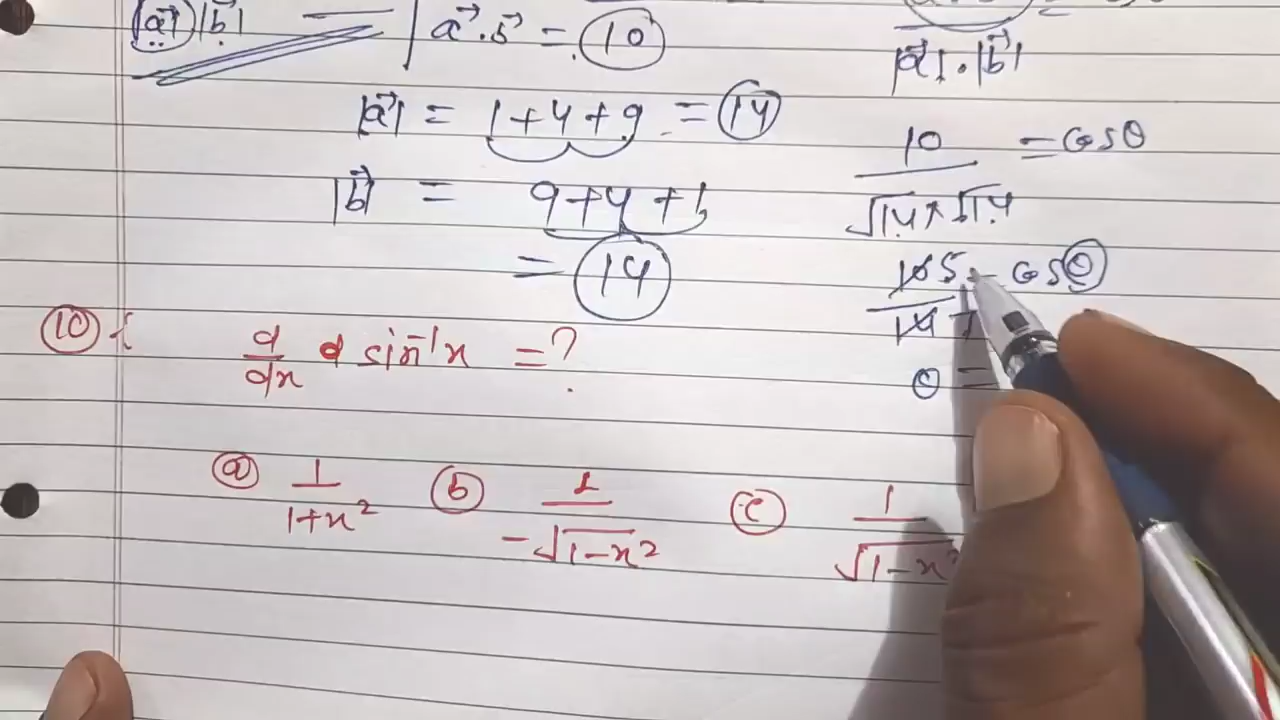 |a⃗| |b⃗|
a⃗.b⃗ = 10
|a⃗|.|b⃗|
|a⃗| = 1+4+9 = 14
10/√14×√14 = cosθ
|b⃗| = 9+4+1
= 14
10 5/14 7 = cosθ
θ =
10 { d/dx sin⁻¹x = ?
a 1/1+x² b 1/-√1-x² c 1/√1-x²